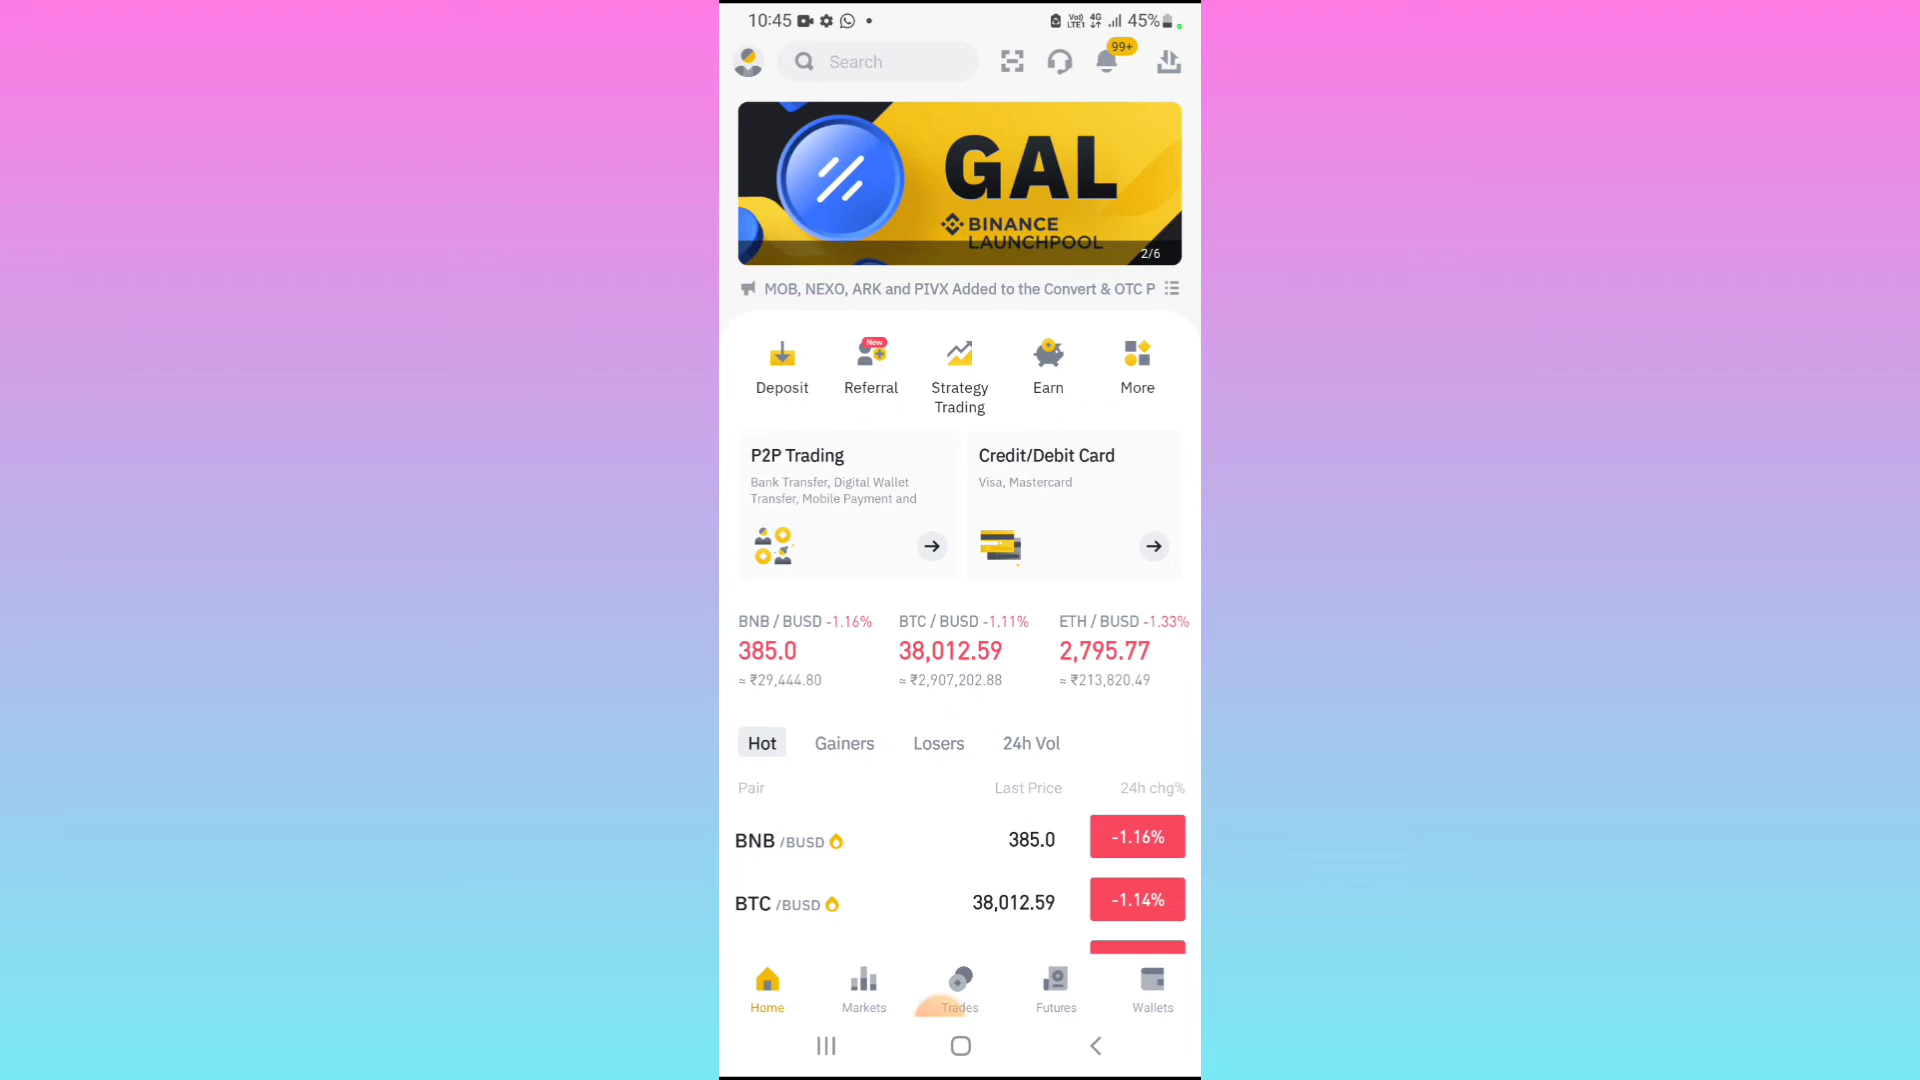 10:45
Vo) LTE1 4G 45%
Search
99+
GAL
BINANCE
LAUNCHPOOL
2/6
MOB, NEXO, ARK and PIVX Added to the Convert & OTC P
New
Deposit Referral Strategy Trading Earn More
P2P Trading
Bank Transfer, Digital Wallet
Transfer, Mobile Payment and
Credit/Debit Card
Visa, Mastercard
BNB / BUSD -1.16% BTC / BUSD -1.11% ETH / BUSD -1.33%
385.0 38,012.59 2,795.77
≈ ₹29,444.80 ≈ ₹2,907,202.88 ≈ ₹213,820.49
Hot Gainers Losers 24h Vol
Pair Last Price 24h chg%
BNB /BUSD 385.0 -1.16%
BTC /BUSD 38,012.59 -1.14%
Home Markets Trades Futures Wallets